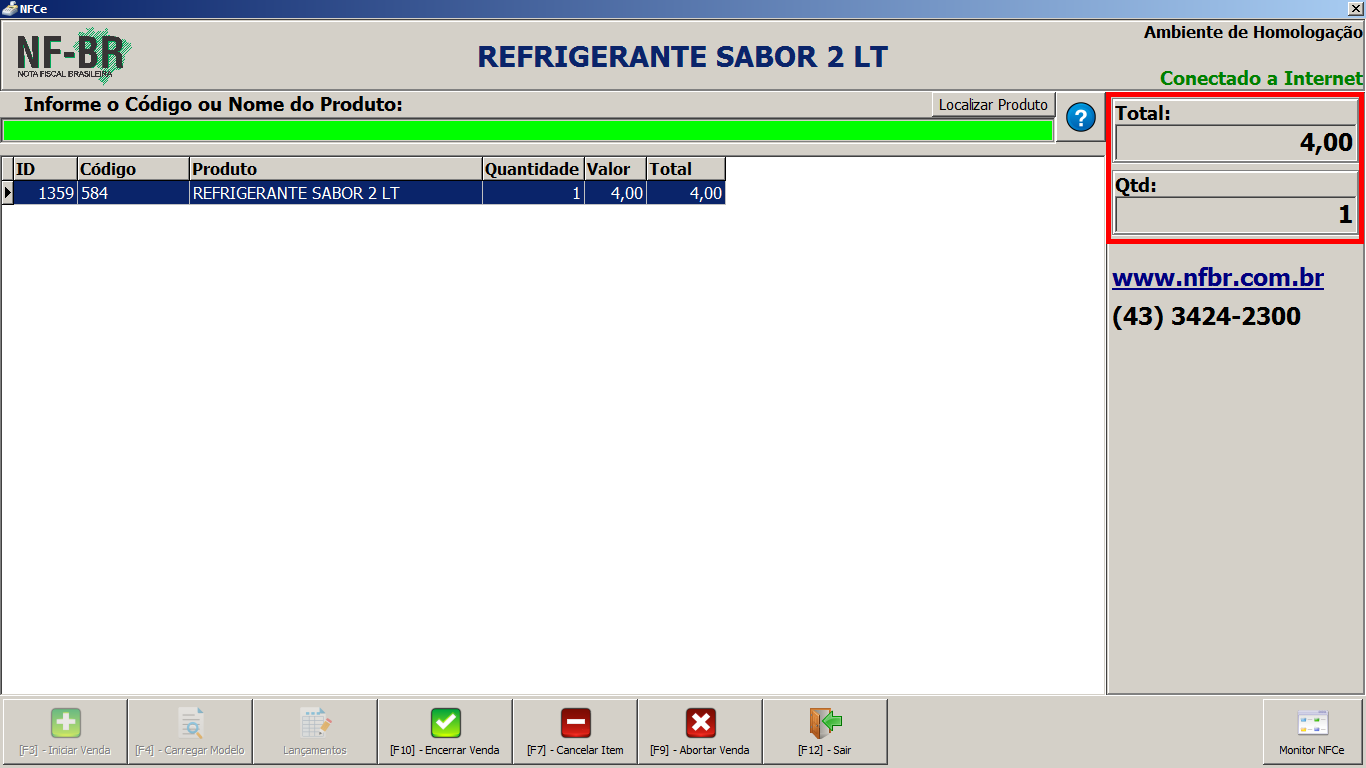 NFCe
NF-BR
NOTA FISCAL BRASILEIRA
REFRIGERANTE SABOR 2 LT
Ambiente de Homologação
Conectado a Internet
Informe o Código ou Nome do Produto:
Localizar Produto
?
Total:
4,00
Qtd:
1
ID Código Produto Quantidade Valor Total
1359 584 REFRIGERANTE SABOR 2 LT 1 4,00 4,00
www.nfbr.com.br
(43) 3424-2300
[F3] - Iniciar Venda
[F4] - Carregar Modelo
Lançamentos
[F10] - Encerrar Venda
[F7] - Cancelar Item
[F9] - Abortar Venda
[F12] - Sair
Monitor NFCe